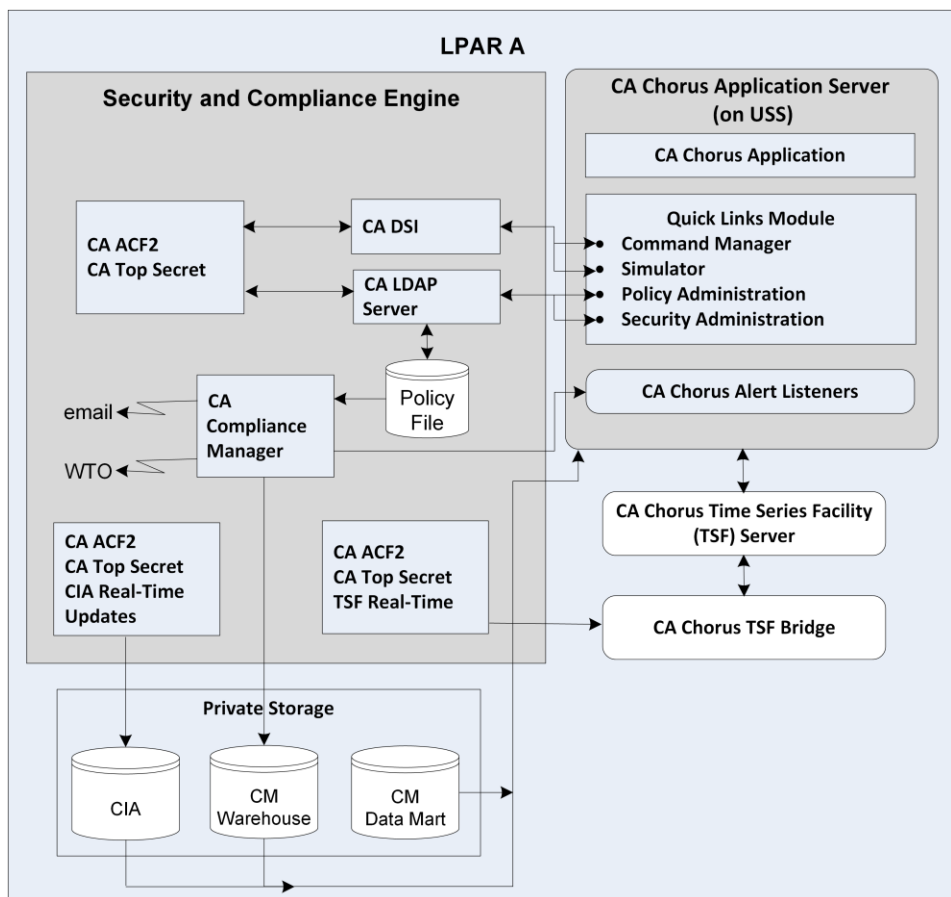 LPAR A
Security and Compliance Engine
CA ACF2
CA Top Secret
CA DSI
CA LDAP
Server
Policy
File
CA
Compliance
Manager
email
WTO
CA ACF2
CA Top Secret
CIA Real-Time
Updates
CA ACF2
CA Top Secret
TSF Real-Time
CA Chorus Application Server
(on USS)
CA Chorus Application
Quick Links Module
Command Manager
Simulator
Policy Administration
Security Administration
CA Chorus Alert Listeners
CA Chorus Time Series Facility
(TSF) Server
CA Chorus TSF Bridge
Private Storage
CIA
CM
Warehouse
CM
Data Mart